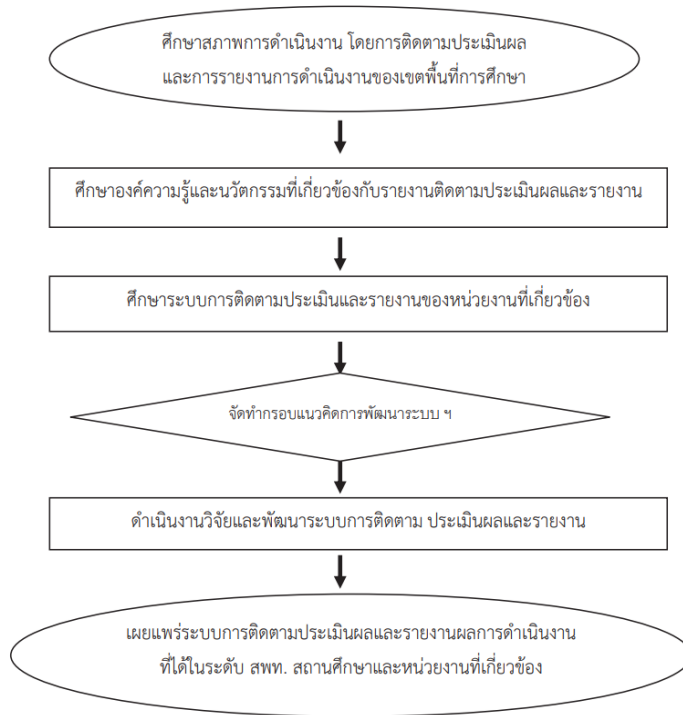 ศึกษาสภาพการดำเนินงาน โดยการติดตามประเมินผล
และการรายงานการดำเนินงานของเขตพื้นที่การศึกษา
ศึกษาองค์ความรู้และนวัตกรรมที่เกี่ยวข้องกับรายงานติดตามประเมินผลและรายงาน
ศึกษาระบบการติดตามประเมินและรายงานของหน่วยงานที่เกี่ยวข้อง
จัดทำกรอบแนวคิดการพัฒนาระบบ ฯ
ดำเนินงานวิจัยและพัฒนาระบบการติดตาม ประเมินผลและรายงาน
เผยแพร่ระบบการติดตามประเมินผลและรายงานผลการดำเนินงาน
ที่ได้ในระดับ สพท. สถานศึกษาและหน่วยงานที่เกี่ยวข้อง